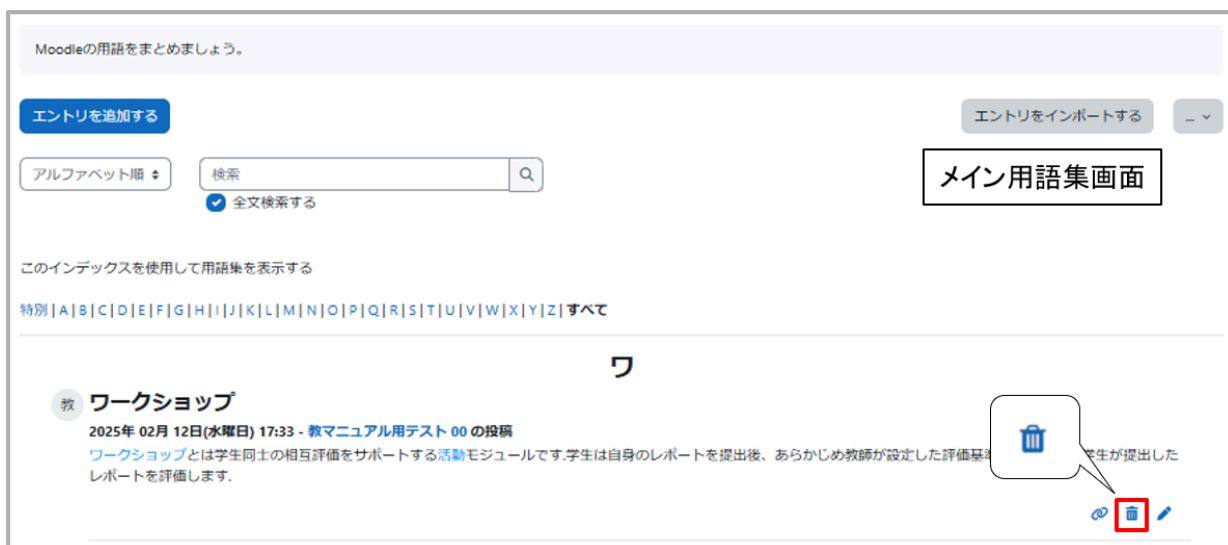 Moodleの用語をまとめましょう。
エントリを追加する
エントリをインポートする
...
アルファベット順
検索
メイン用語集画面
全文検索する
このインデックスを使用して用語集を表示する
特別|A|B|C|D|E|F|G|H|I|J|K|L|M|N|O|P|Q|R|S|T|U|V|W|X|Y|Z|すべて
ワ
教 ワークショップ
2025年 02月 12日(水曜日) 17:33 - 教マニュアル用テスト 00 の投稿
ワークショップとは学生同士の相互評価をサポートする活動モジュールです.学生は自身のレポートを提出後、あらかじめ教師が設定した評価基 学生が提出した
レポートを評価します.